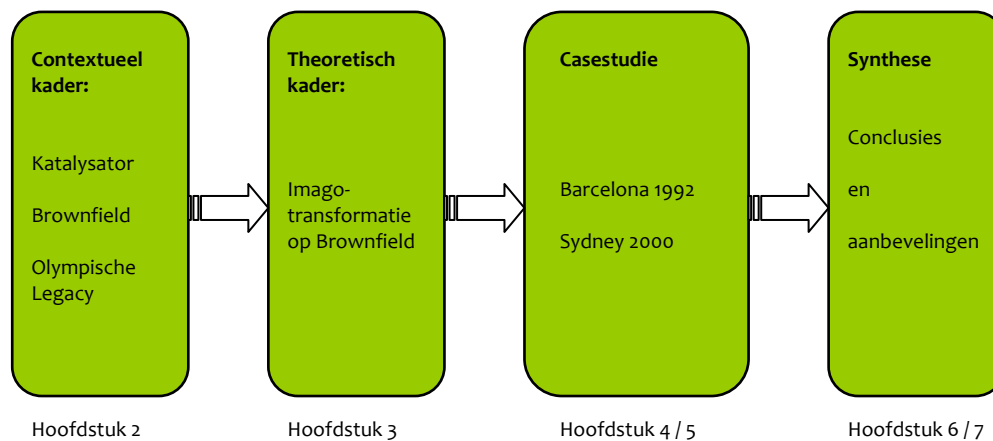 Contextueel
kader:
Katalysator
Brownfield
Olympische
Legacy
Hoofdstuk 2
Theoretisch
kader:
Imago-
transformatie
op Brownfield
Hoofdstuk 3
Casestudie
Barcelona 1992
Sydney 2000
Hoofdstuk 4 / 5
Synthese
Conclusies
en
aanbevelingen
Hoofdstuk 6 / 7